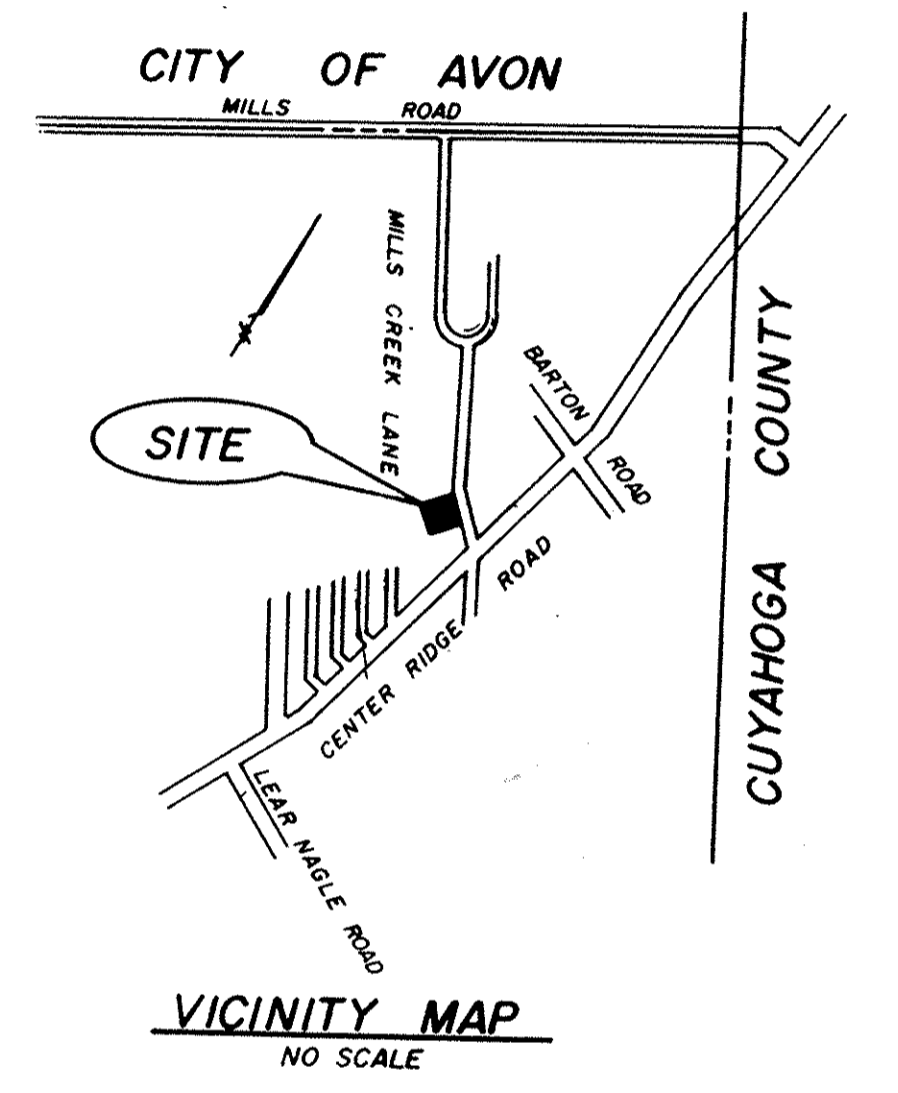 CITY OF AVON
MILLS ROAD
MILLS CREEK LANE
BARTON ROAD
SITE
CENTER RIDGE ROAD
LEAR NAGLE ROAD
CUYAHOGA COUNTY
VICINITY MAP
NO SCALE